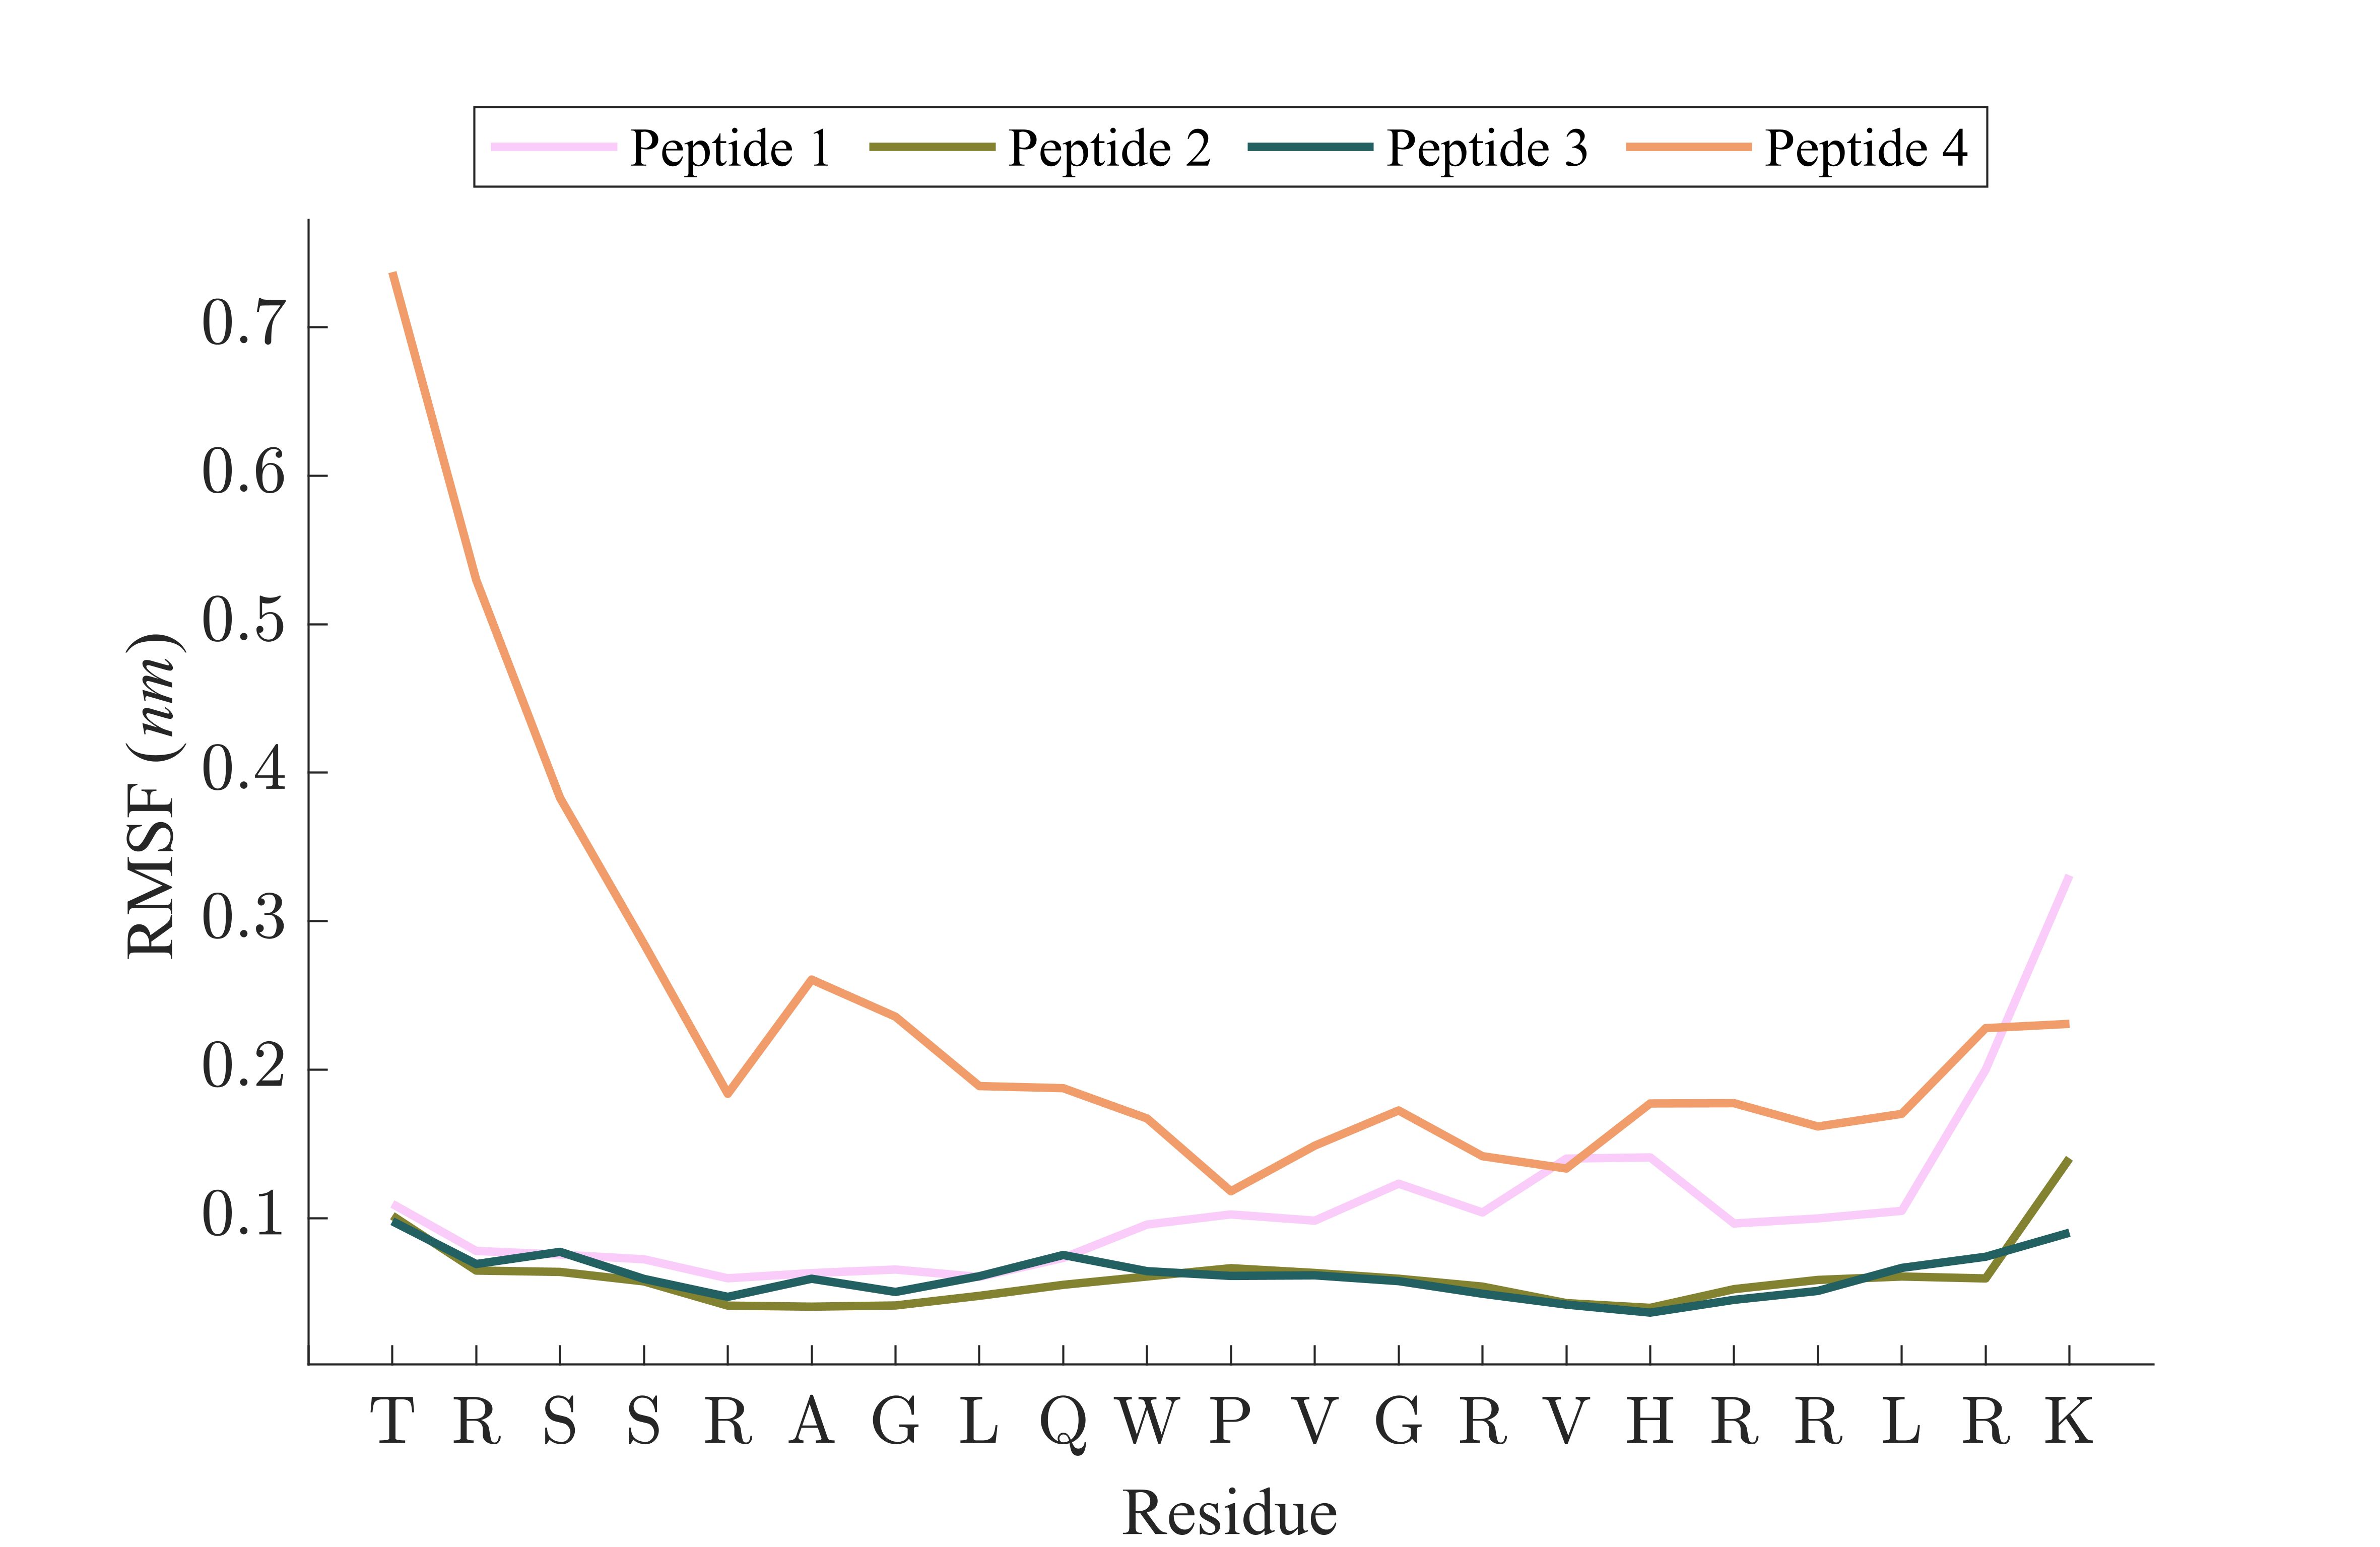 Peptide 1 Peptide 2 Peptide 3 Peptide 4
RMSF (nm)
0.7
0.6
0.5
0.4
0.3
0.2
0.1
T R S S R A G L Q W P V G R V H R R L R K
Residue